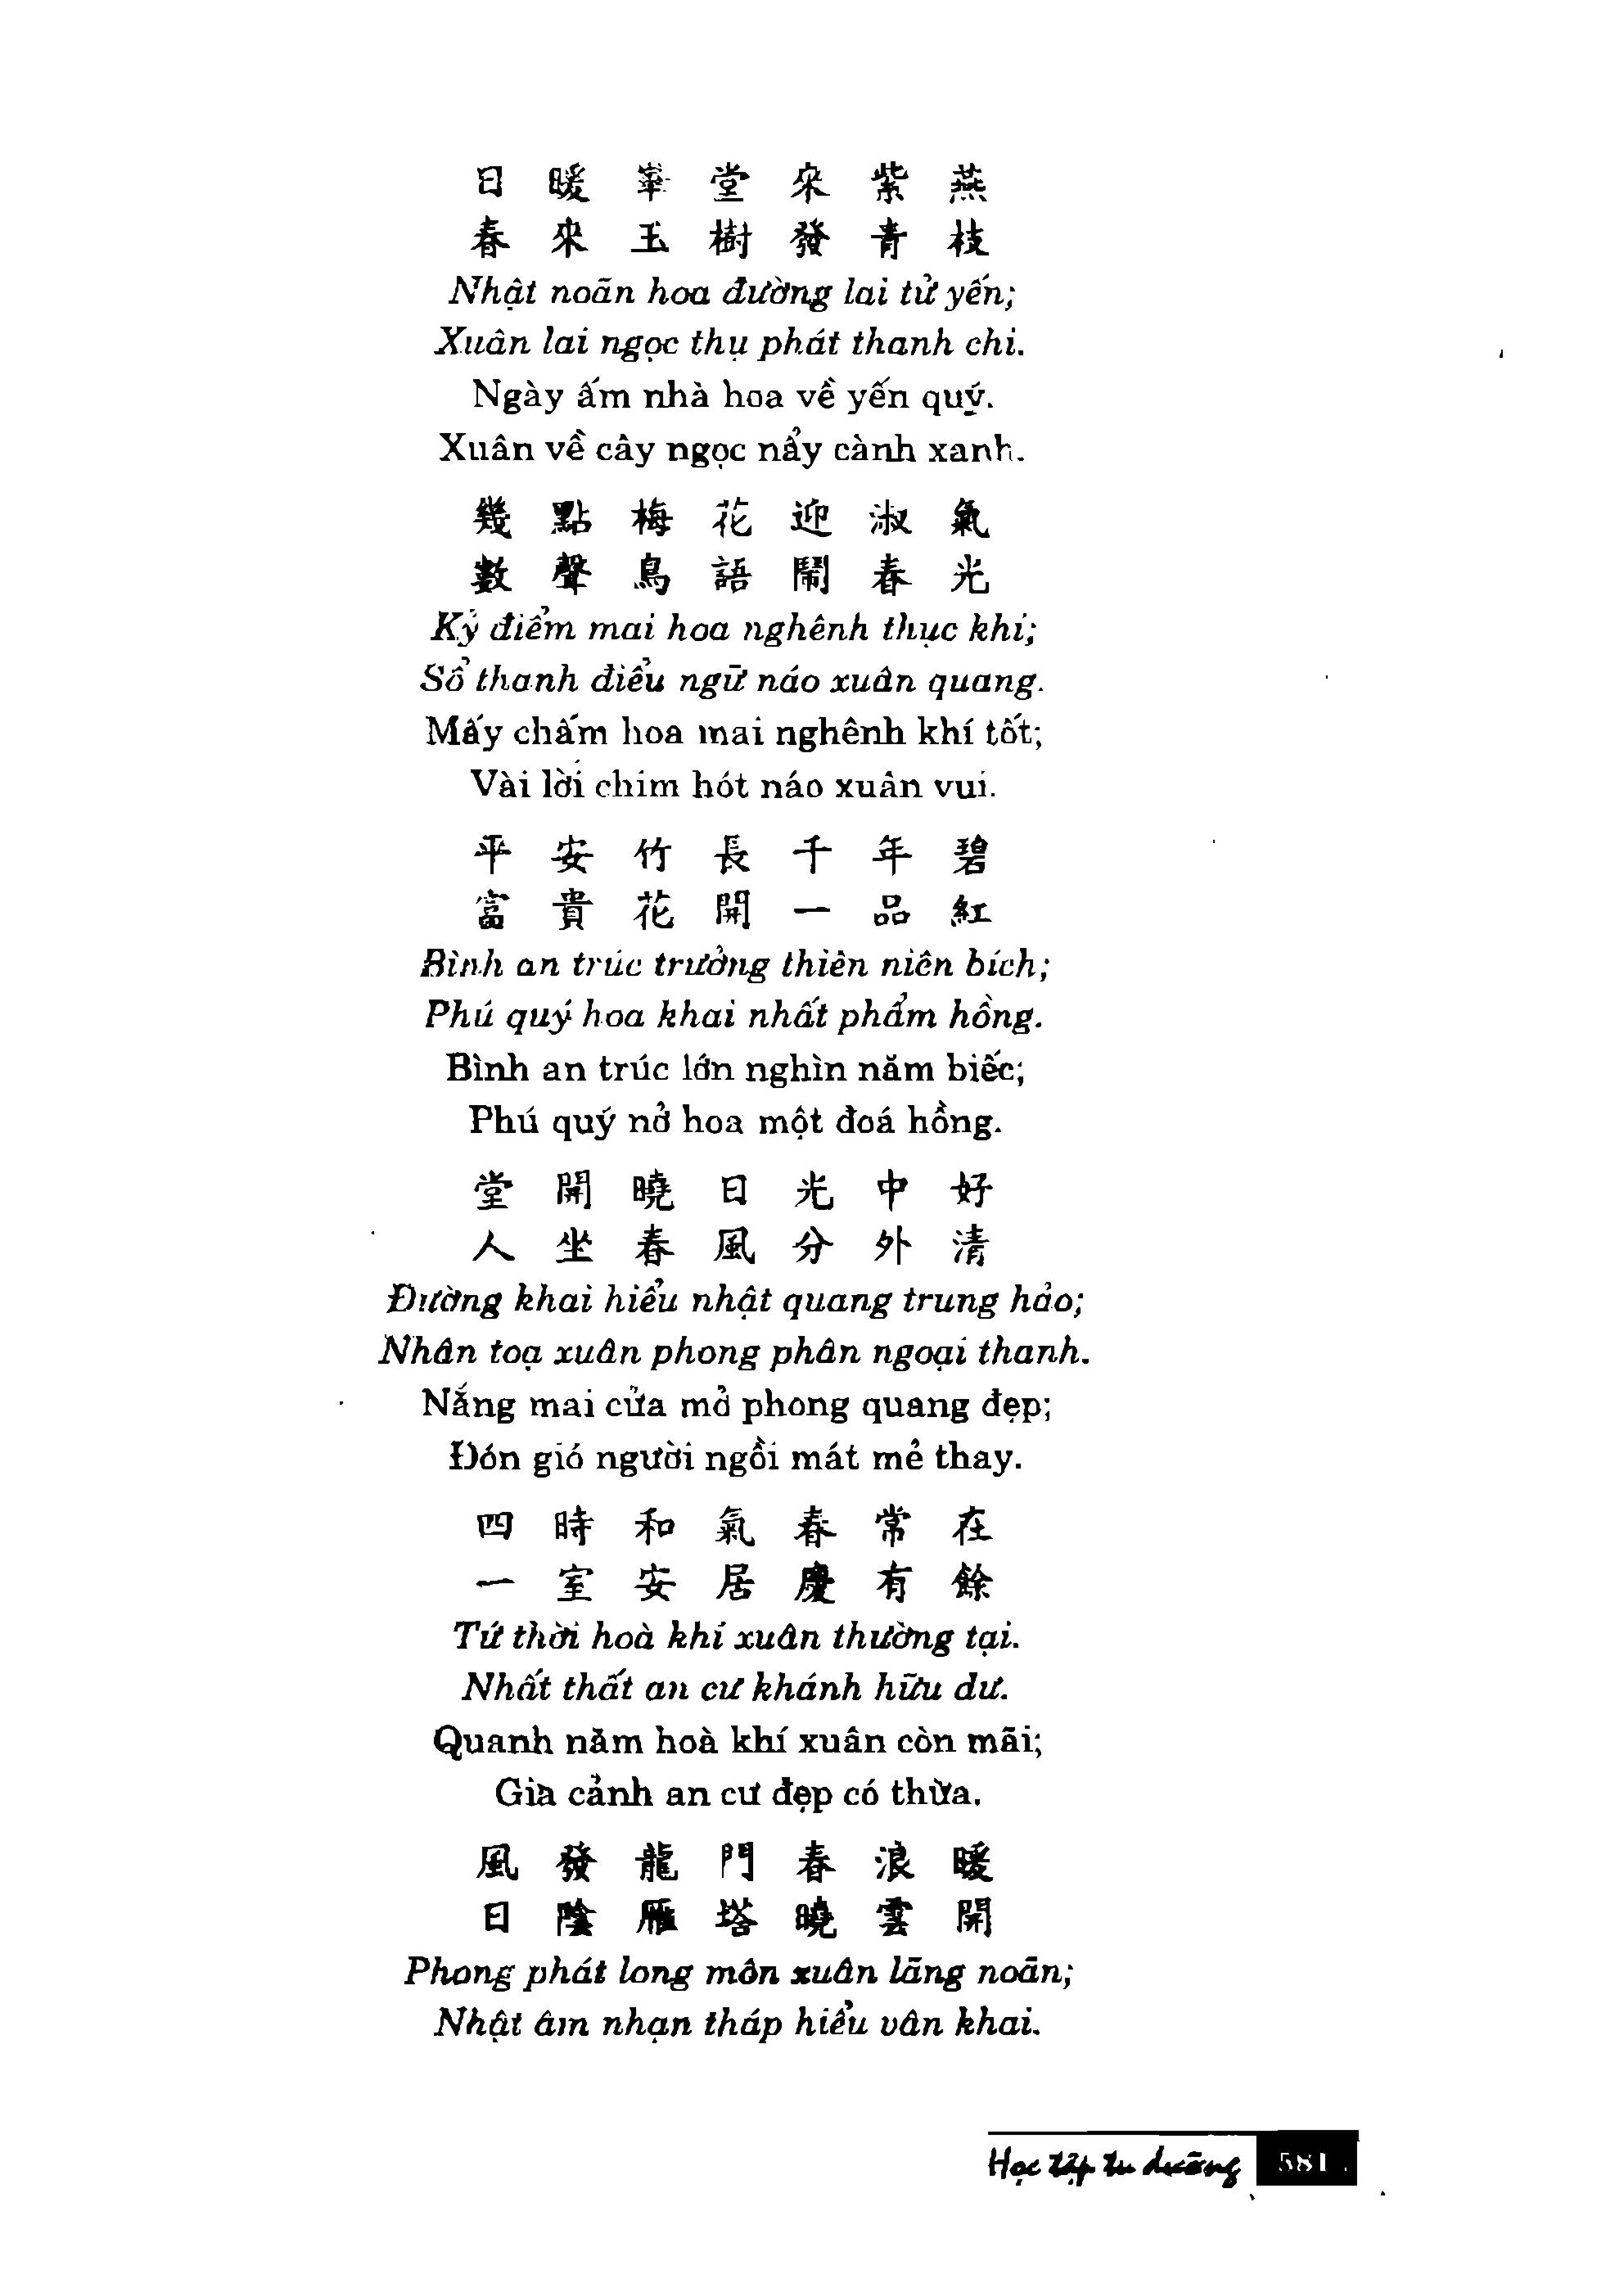 日暖華堂來紫燕
春來玉樹發青枝
Nhật noãn hoa đường lai tử yến;
Xuân lai ngọc thụ phát thanh chi.
Ngày ấm nhà hoa về yến quý.
Xuân về cây ngọc nẩy cành xanh.
幾點梅花迎淑氣
數聲鳥語鬧春光
Kỷ điểm mai hoa nghênh thục khí;
Sổ thanh điểu ngữ náo xuân quang.
Mấy chấm hoa mai nghênh khí tốt;
Vài lời chim hót náo xuân vui.
平安竹長千年碧
富貴花開一品紅
Bình an trúc trưởng thiên niên bích;
Phú quý hoa khai nhất phẩm hồng.
Bình an trúc lớn nghìn năm biếc;
Phú quý nở hoa một đoá hồng.
堂開曉日光中好
人坐春風分外清
Đường khai hiểu nhật quang trung hảo;
Nhân toạ xuân phong phân ngoại thanh.
Nắng mai cửa mở phong quang đẹp;
Đón gió người ngồi mát mẻ thay.
四時和氣春常在
一室安居慶有餘
Tứ thời hoà khí xuân thường tại.
Nhất thất an cư khánh hữu dư.
Quanh năm hoà khí xuân còn mãi;
Gia cảnh an cư đẹp có thừa.
風發龍門春浪暖
日陰雁塔曉雲開
Phong phát long môn xuân lãng noãn;
Nhật âm nhạn tháp hiểu vân khai.
Học tập tu dưỡng 581